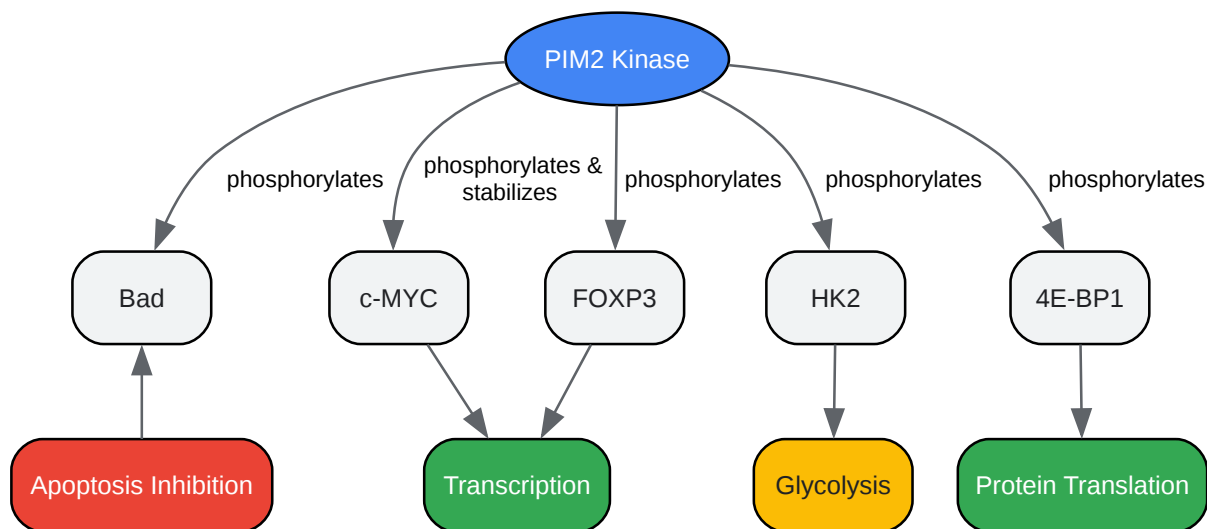 PIM2 Kinase
phosphorylates
phosphorylates &
stabilizes
phosphorylates
phosphorylates
phosphorylates
Bad
c-MYC
FOXP3
HK2
4E-BP1
Apoptosis Inhibition
Transcription
Glycolysis
Protein Translation